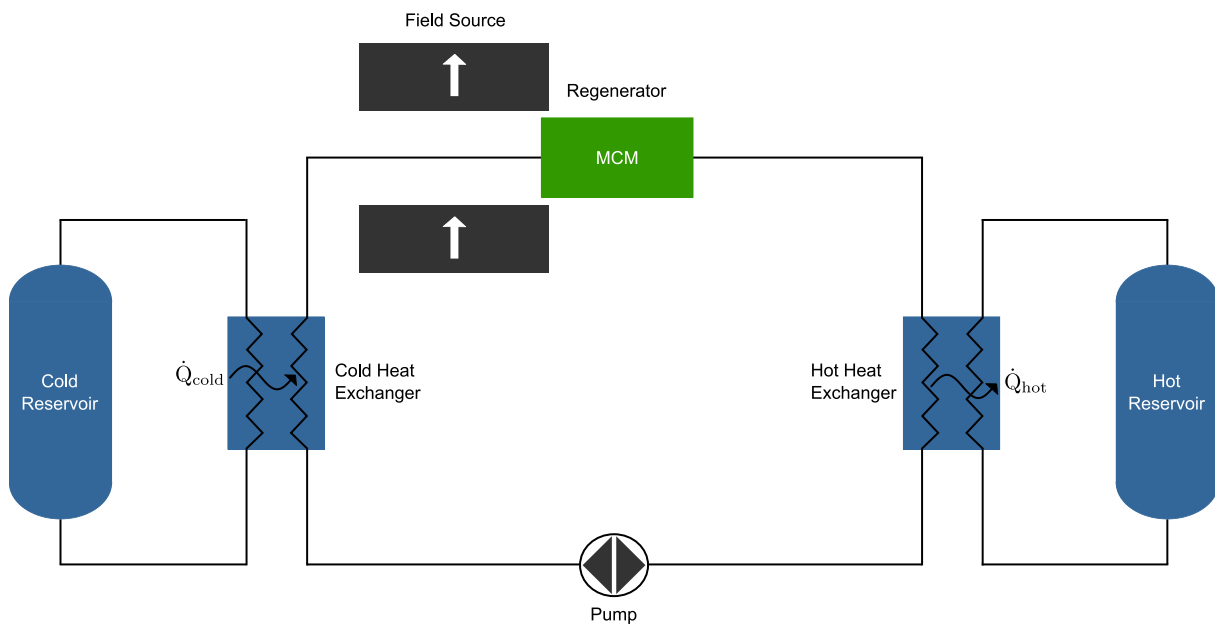 Field Source
Regenerator
MCM
Q̇cold
Cold Heat
Exchanger
Hot Heat
Exchanger
Q̇hot
Cold
Reservoir
Hot
Reservoir
Pump